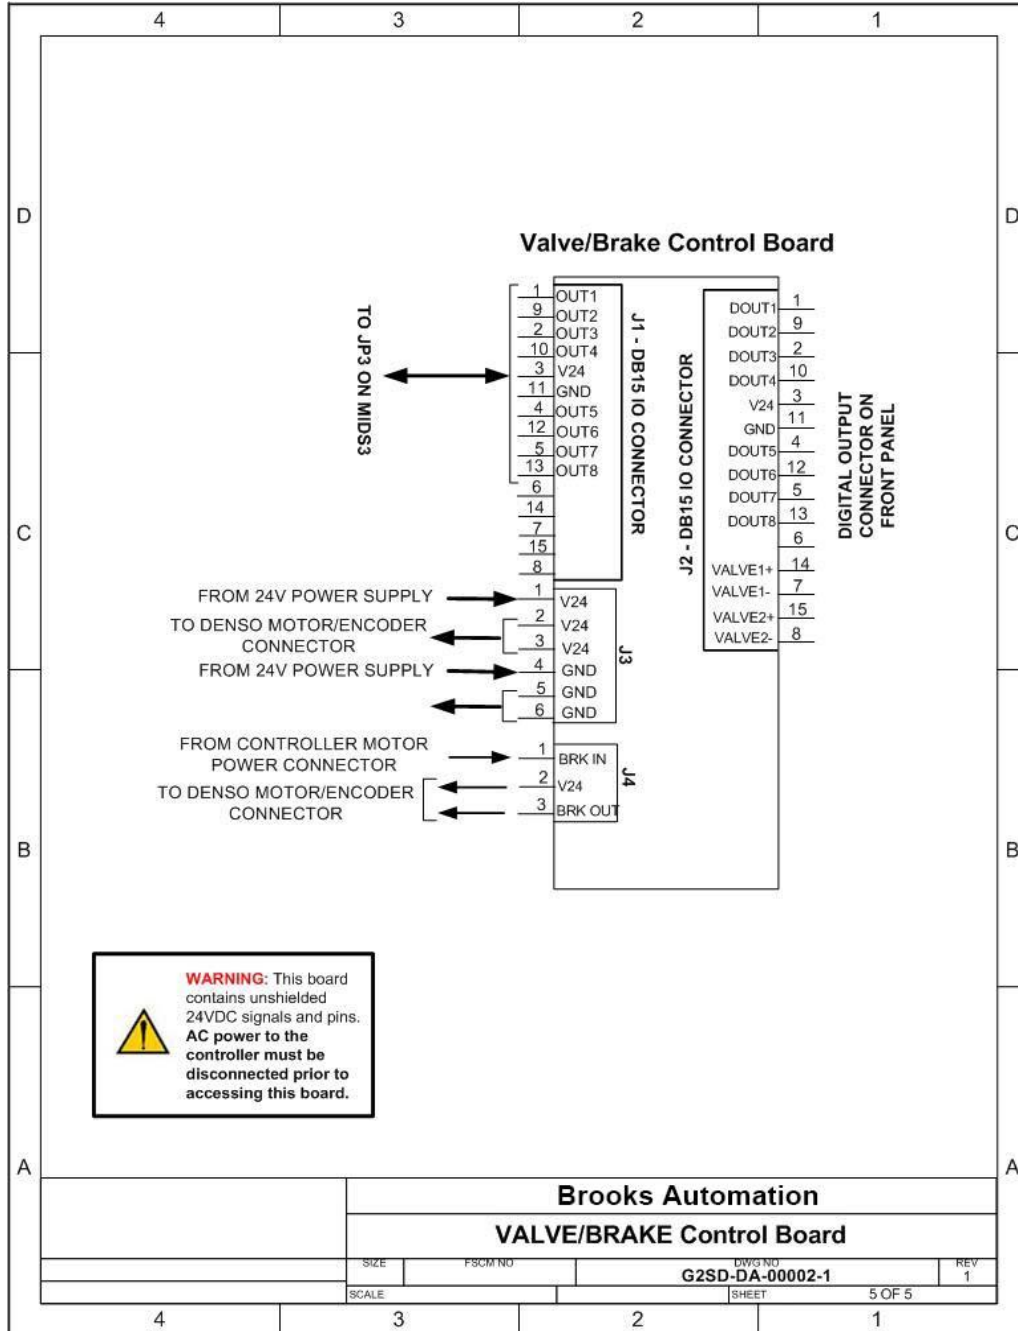 4 3 2 1
D D
Valve/Brake Control Board
TO JP3 ON MIDS3
1 OUT1
9 OUT2
2 OUT3
10 OUT4
3 V24
11 GND
4 OUT5
12 OUT6
5 OUT7
13 OUT8
6
14
7
15
8
J1 - DB15 IO CONNECTOR
J2 - DB15 IO CONNECTOR
DOUT1 1
DOUT2 9
DOUT3 2
DOUT4 10
V24 3
GND 11
DOUT5 4
DOUT6 12
DOUT7 5
DOUT8 13
6
VALVE1+ 14
VALVE1- 7
VALVE2+ 15
VALVE2- 8
DIGITAL OUTPUT
CONNECTOR ON
FRONT PANEL
C C
FROM 24V POWER SUPPLY
TO DENSO MOTOR/ENCODER
CONNECTOR
FROM 24V POWER SUPPLY
1 V24
2 V24
3 V24
4 GND
5 GND
6 GND
J3
FROM CONTROLLER MOTOR
POWER CONNECTOR
TO DENSO MOTOR/ENCODER
CONNECTOR
1 BRK IN
2 V24
3 BRK OUT
J4
B B
WARNING: This board
contains unshielded
24VDC signals and pins.
AC power to the
controller must be
disconnected prior to
accessing this board.
A A
Brooks Automation
VALVE/BRAKE Control Board
SIZE FSCM NO DWG NO REV
G2SD-DA-00002-1 1
SCALE SHEET 5 OF 5
4 3 2 1